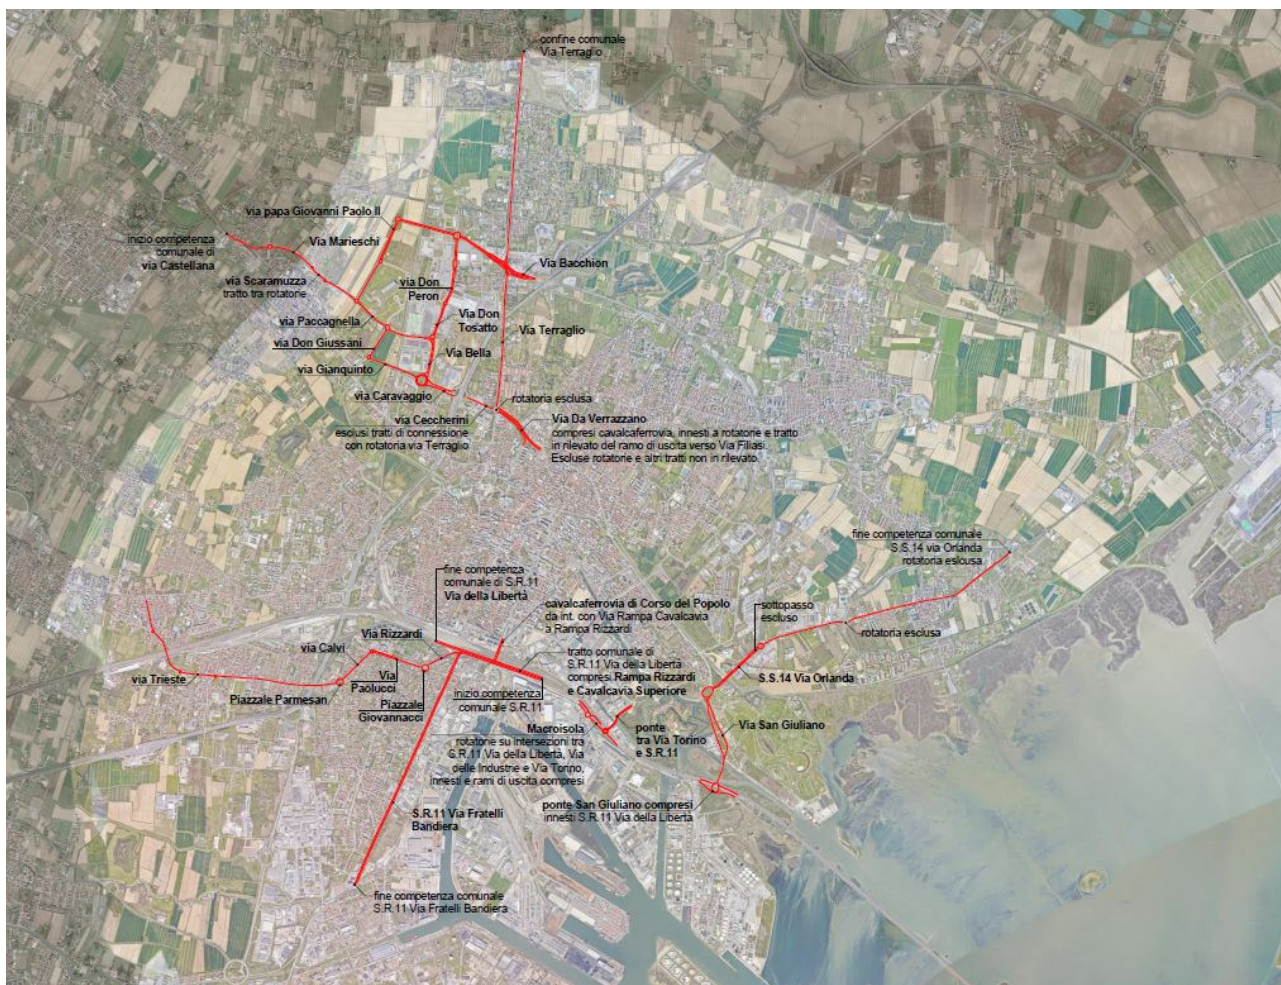 confine comunale
Via Terraglio
via papa Giovanni Paolo II
inizio competenza
comunale di
via Castellana
Via Marieschi
via Scaramuzza
tratto tra rotatorie
via Don
Peron
Via Bacchion
via Paccagnella
Via Don
Tosatto
Via Terraglio
via Don Giussani
Via Bella
via Gianquinto
via Caravaggio
rotatoria esclusa
via Ceccherini
esclusi tratti di connessione
con rotatoria via Terraglio
Via Da Verrazzano
compresi cavalcaferrovia, innesti a rotatorie e tratto
in rilevato del ramo di uscita verso Via Filiasi.
Escluse rotatorie e altri tratti non in rilevato.
fine competenza comunale
S.S.14 via Orlanda
rotatoria eslcusa
fine competenza
comunale di S.R.11
Via della Libertà
cavalcaferrovia di Corso del Popolo
da int. con Via Rampa Cavalcavia
a Rampa Rizzardi
sottopasso
escluso
rotatoria esclusa
Via Rizzardi
via Calvi
tratto comunale di
S.R.11 Via della Libertà
compresi Rampa Rizzardi
e Cavalcavia Superiore
S.S.14 Via Orlanda
via Trieste
Via
Paolucci
Piazzale Parmesan
Piazzale
Giovannacci
inizio competenza
comunale S.R.11
Macroisola
rotatorie su intersezioni tra
S.R.11 Via della Libertà, Via
delle Industrie e Via Torino,
innesti e rami di uscita compresi
ponte
tra Via Torino
e S.R.11
Via San Giuliano
ponte San Giuliano compresi
innesti S.R.11 Via della Libertà
S.R.11 Via Fratelli
Bandiera
fine competenza comunale
S.R.11 Via Fratelli Bandiera